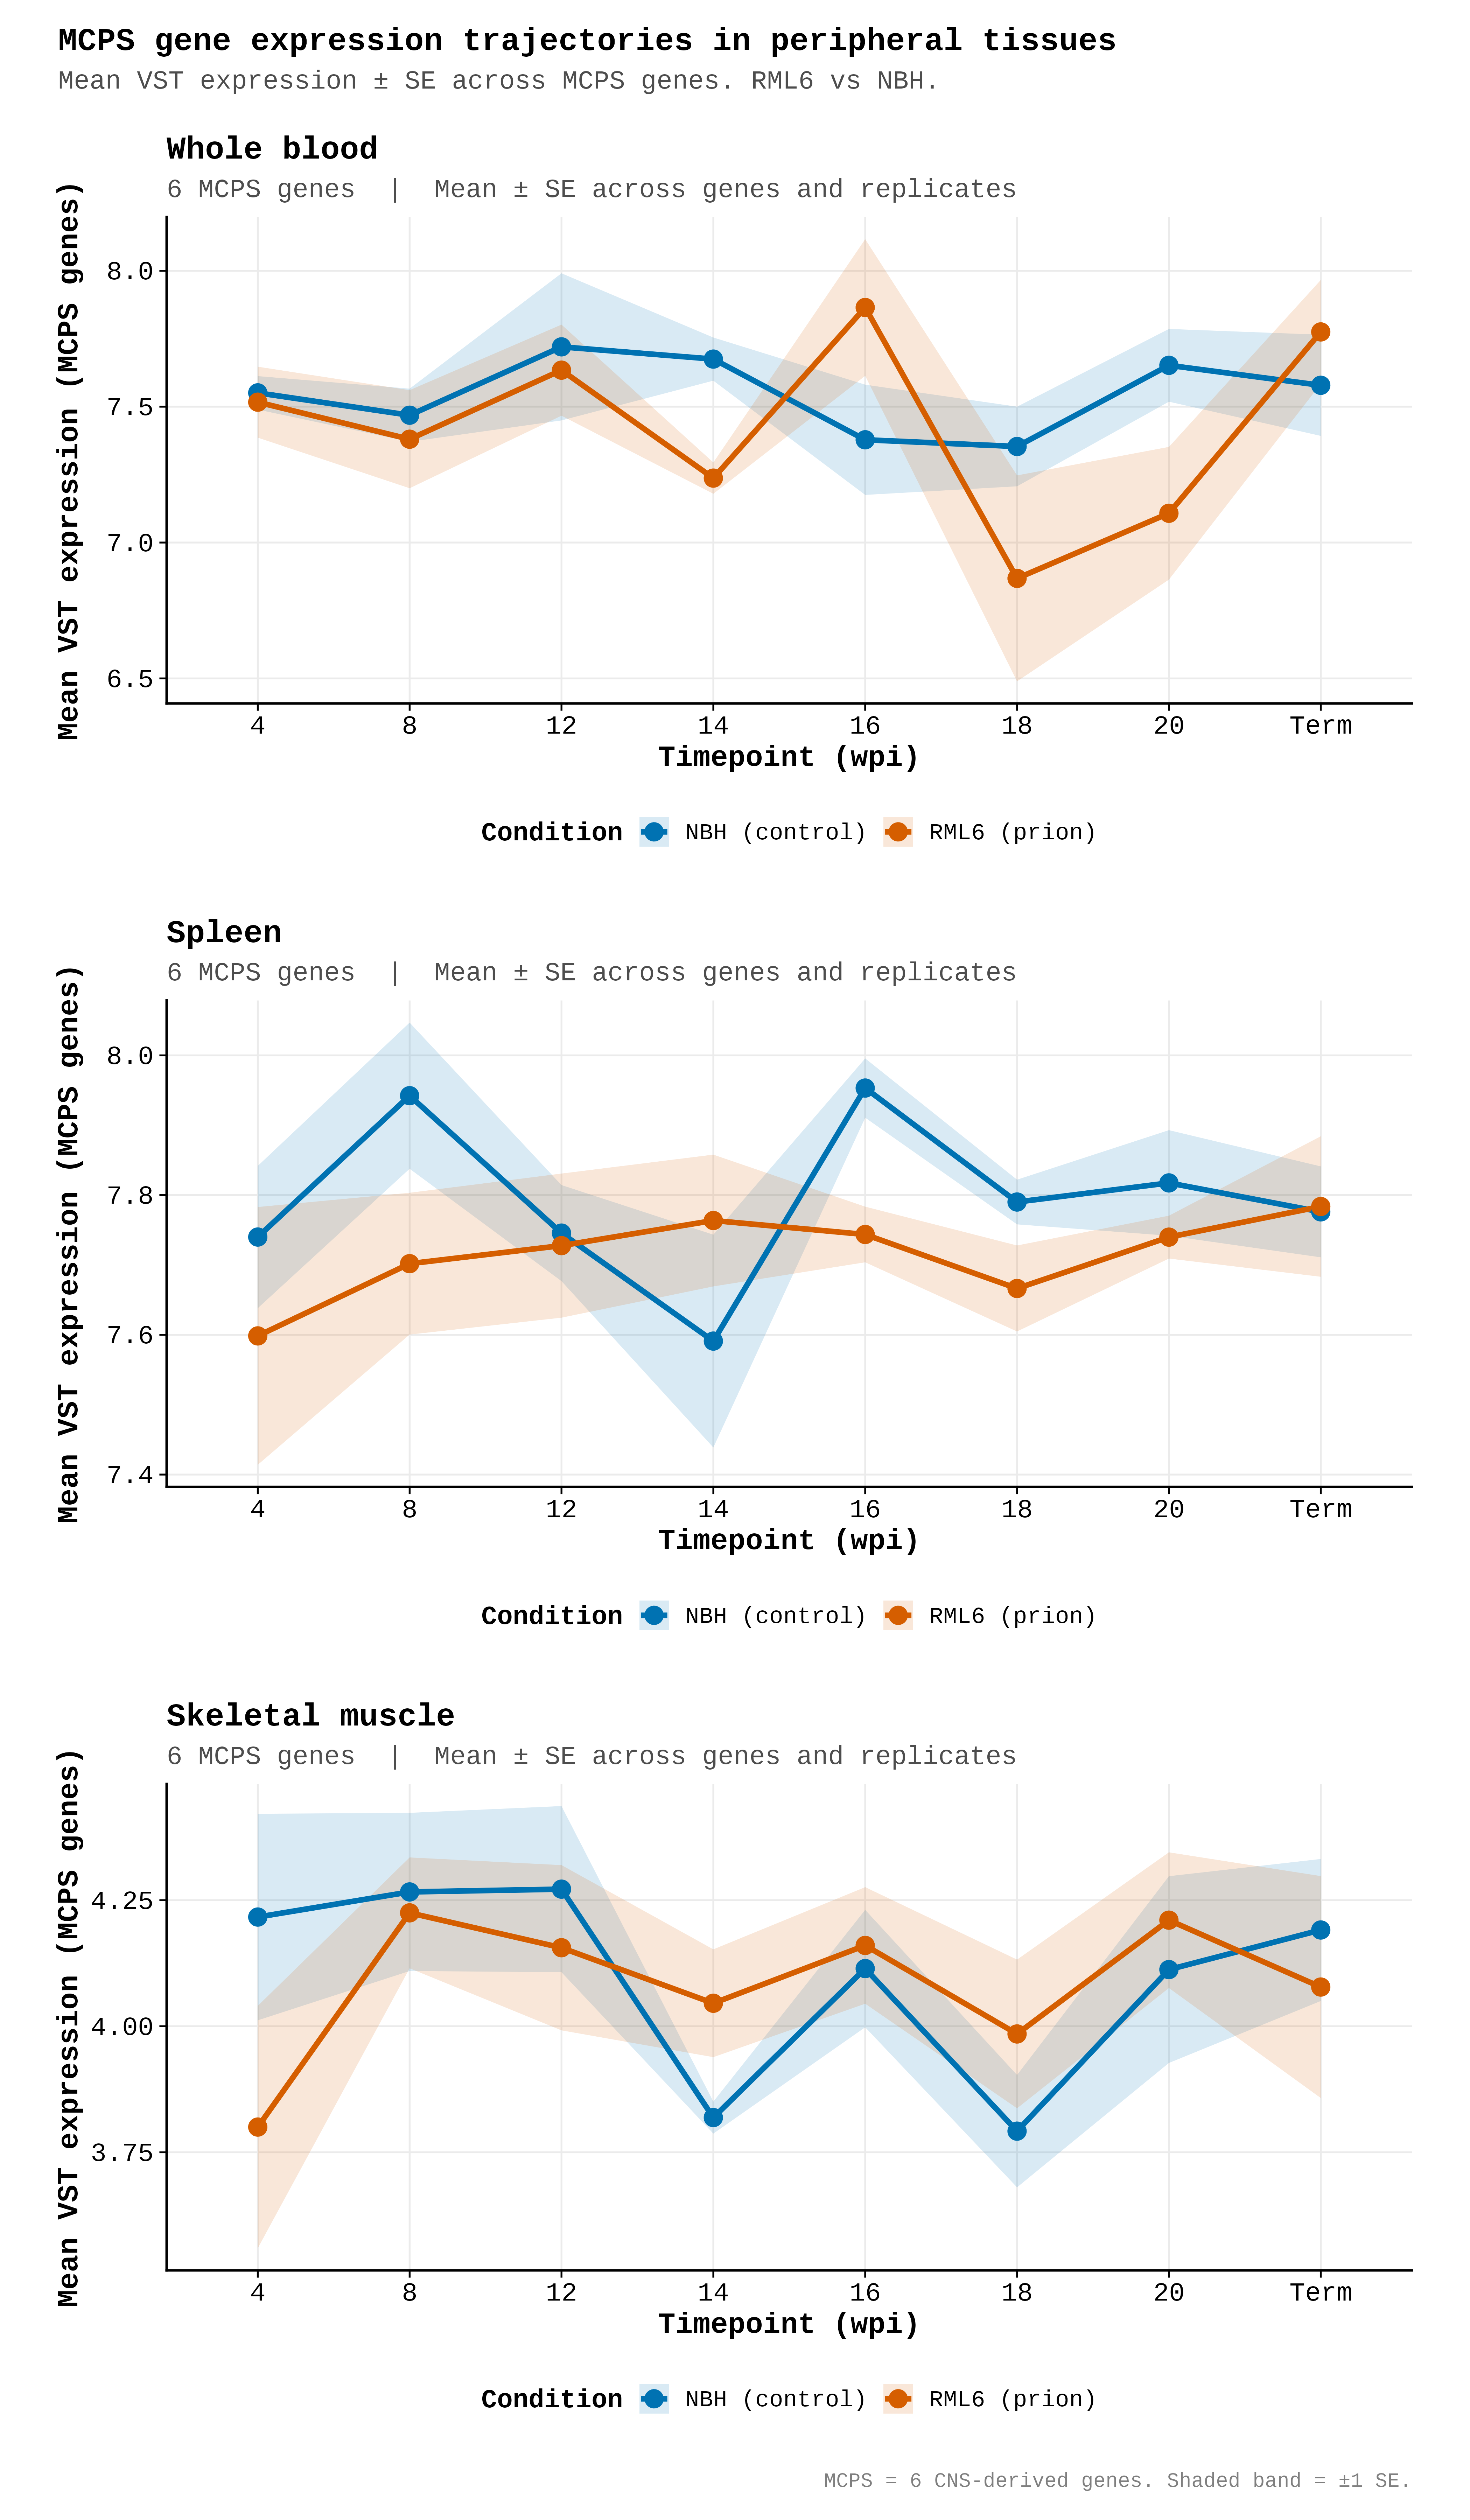 MCPS gene expression trajectories in peripheral tissues
Mean VST expression ± SE across MCPS genes. RML6 vs NBH.
Whole blood
6 MCPS genes  |  Mean ± SE across genes and replicates
Mean VST expression (MCPS genes)
8.0
7.5
7.0
6.5
4 8 12 14 16 18 20 Term
Timepoint (wpi)
Condition NBH (control) RML6 (prion)
Spleen
6 MCPS genes  |  Mean ± SE across genes and replicates
Mean VST expression (MCPS genes)
8.0
7.8
7.6
7.4
4 8 12 14 16 18 20 Term
Timepoint (wpi)
Condition NBH (control) RML6 (prion)
Skeletal muscle
6 MCPS genes  |  Mean ± SE across genes and replicates
Mean VST expression (MCPS genes)
4.25
4.00
3.75
4 8 12 14 16 18 20 Term
Timepoint (wpi)
Condition NBH (control) RML6 (prion)
MCPS = 6 CNS-derived genes. Shaded band = ±1 SE.